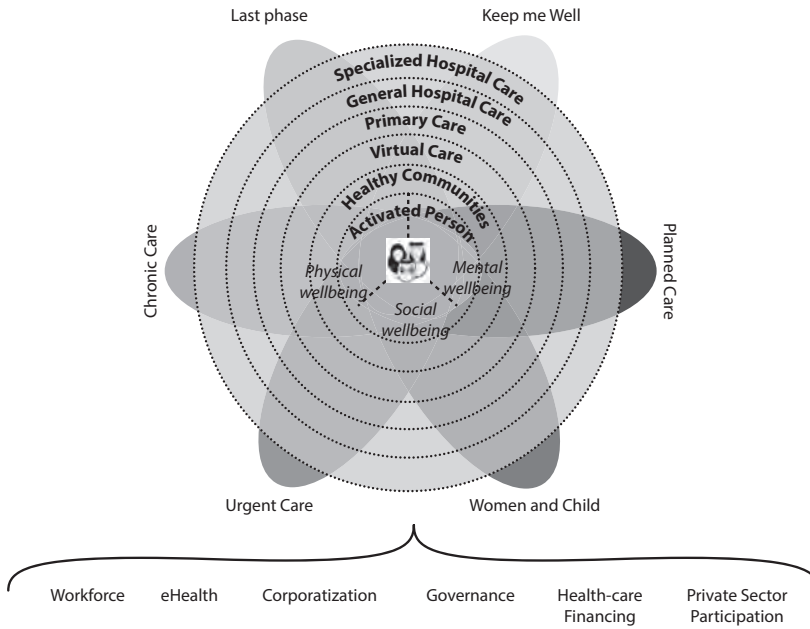 Last phase
Keep me Well
Specialized Hospital Care
General Hospital Care
Primary Care
Virtual Care
Healthy Communities
Activated Person
Chronic Care
Planned Care
Physical
wellbeing
Mental
wellbeing
Social
wellbeing
Urgent Care
Women and Child
Workforce
eHealth
Corporatization
Governance
Health-care
Financing
Private Sector
Participation